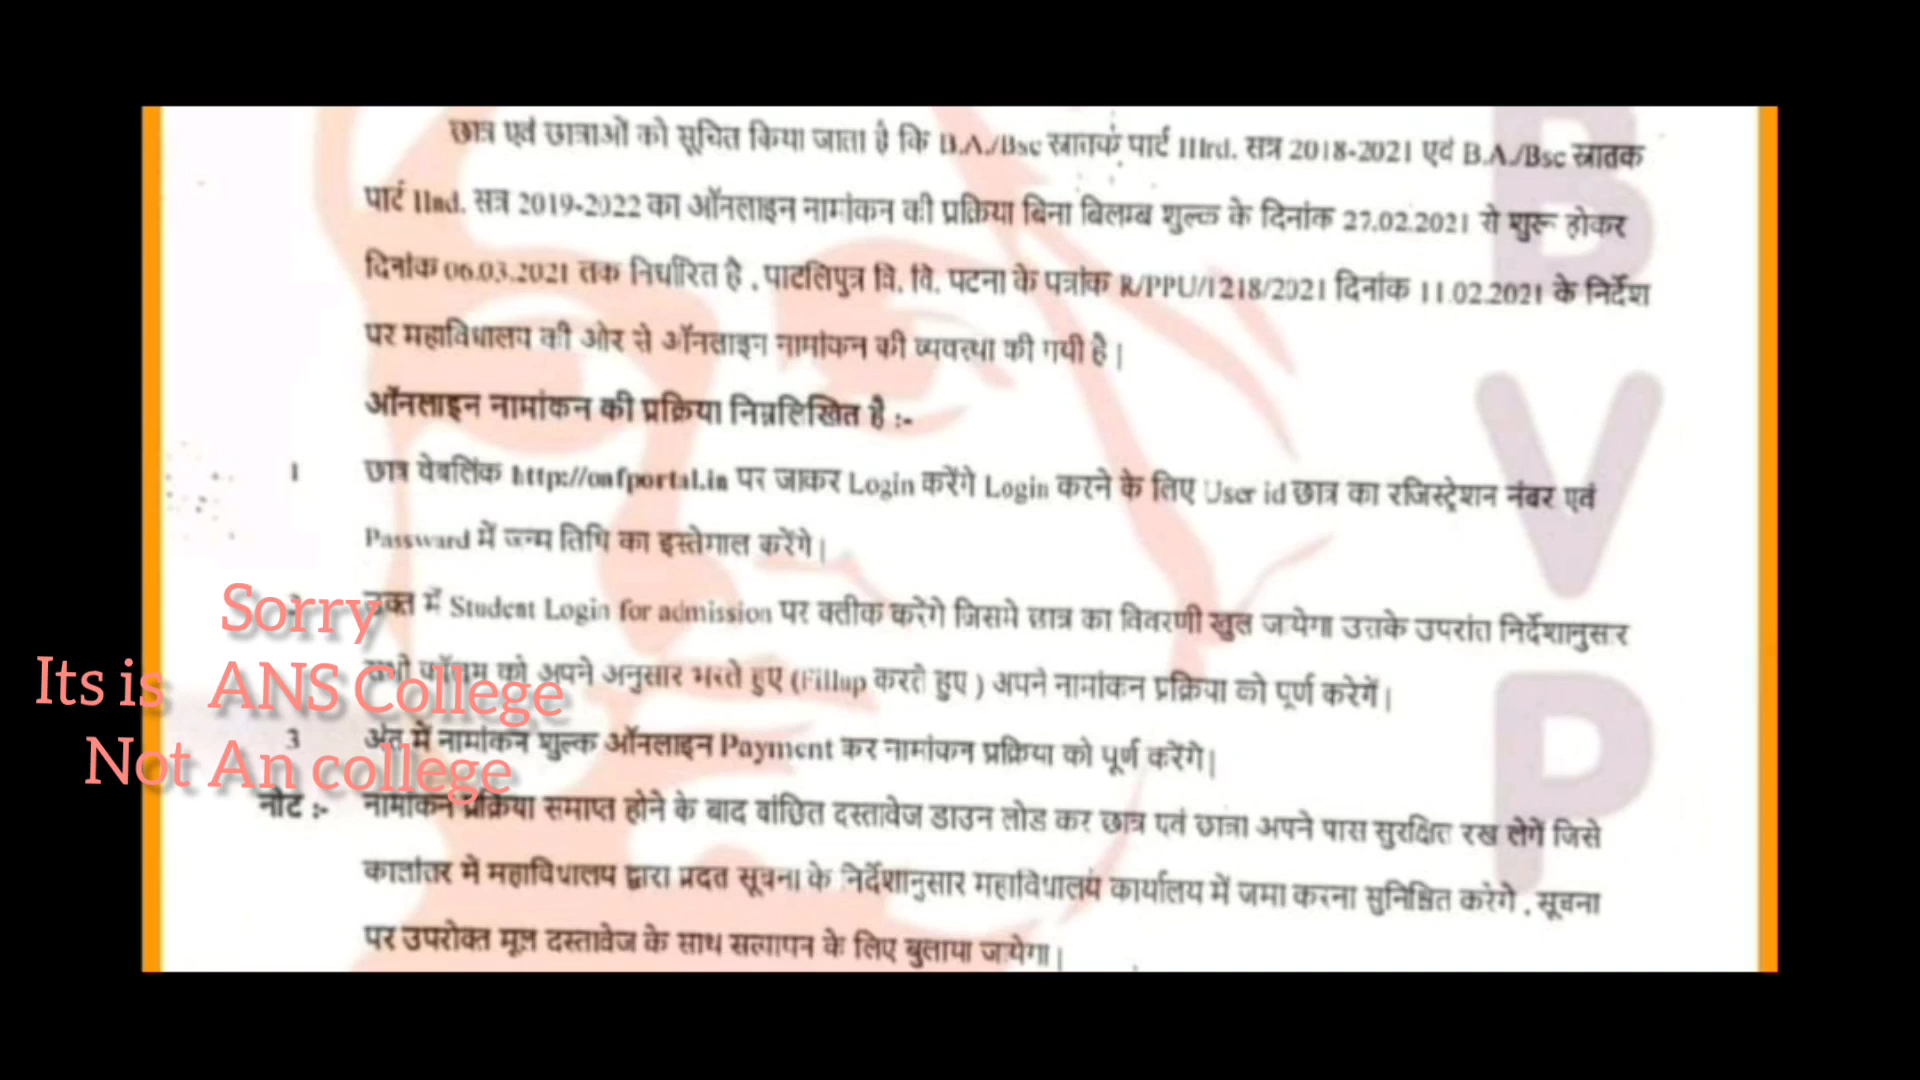 छात्र एवं छात्राओं को सूचित किया जाता है कि B.A./Bsc स्नातक पार्ट IIIrd. सत्र 2018-2021 एवं B.A./Bsc स्नातक
पार्ट IInd. सत्र 2019-2022 का ऑनलाइन नामांकन की प्रक्रिया बिना बिलम्ब शुल्क के दिनांक 27.02.2021 से शुरू होकर
दिनांक 06.03.2021 तक निर्धारित है , पाटलिपुत्र वि. वि. पटना के पत्रांक R/PPU/1218/2021 दिनांक 11.02.2021 के निर्देश
पर महाविधालय की ओर से ऑनलाइन नामांकन की व्यवस्था की गयी है |
ऑनलाइन नामांकन की प्रक्रिया निम्नलिखित है :-
1 छात्र वेबलिंक http://onfportal.in पर जाकर Login करेंगे Login करने के लिए User id छात्र का रजिस्ट्रेशन नंबर एवं
Password में जन्म तिथि का इस्तेमाल करेंगे |
उक्त में Student Login for admission पर क्लीक करेंगे जिसमे छात्र का विवरणी खुल जायेगा उसके उपरांत निर्देशानुसार
सभी कॉलम को अपने अनुसार भरते हुए (Fillup करते हुए ) अपने नामांकन प्रक्रिया को पूर्ण करेगें |
3 अंत में नामांकन शुल्क ऑनलाइन Payment कर नामांकन प्रक्रिया को पूर्ण करेंगे |
नोट :- नामांकन प्रक्रिया समाप्त होने के बाद वांछित दस्तावेज डाउन लोड कर छात्र एवं छात्रा अपने पास सुरक्षित रख लेगें जिसे
कालांतर में महाविधालय द्वारा प्रदत सूचना के निर्देशानुसार महाविधालय कार्यालय में जमा करना सुनिश्चित करेगे , सूचना
पर उपरोक्त मूल दस्तावेज के साथ सत्यापन के लिए बुलाया जायेगा |
Sorry
Its is ANS College
Not An college
B
V
P